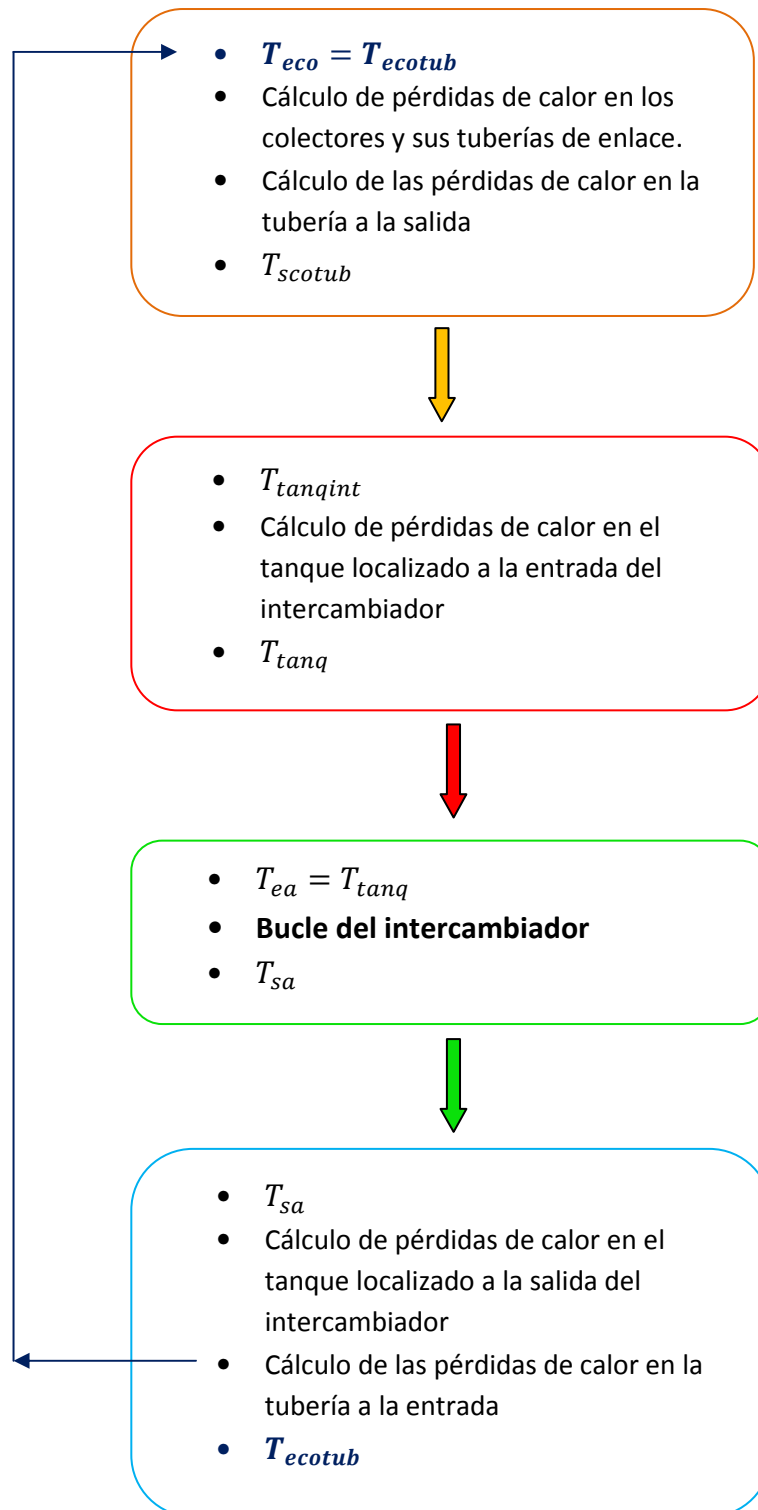 • T_eco = T_ecotub
• Cálculo de pérdidas de calor en los
colectores y sus tuberías de enlace.
• Cálculo de las pérdidas de calor en la
tubería a la salida
• T_scotub
• T_tanqint
• Cálculo de pérdidas de calor en el
tanque localizado a la entrada del
intercambiador
• T_tanq
• T_ea = T_tanq
• Bucle del intercambiador
• T_sa
• T_sa
• Cálculo de pérdidas de calor en el
tanque localizado a la salida del
intercambiador
• Cálculo de las pérdidas de calor en la
tubería a la entrada
• T_ecotub